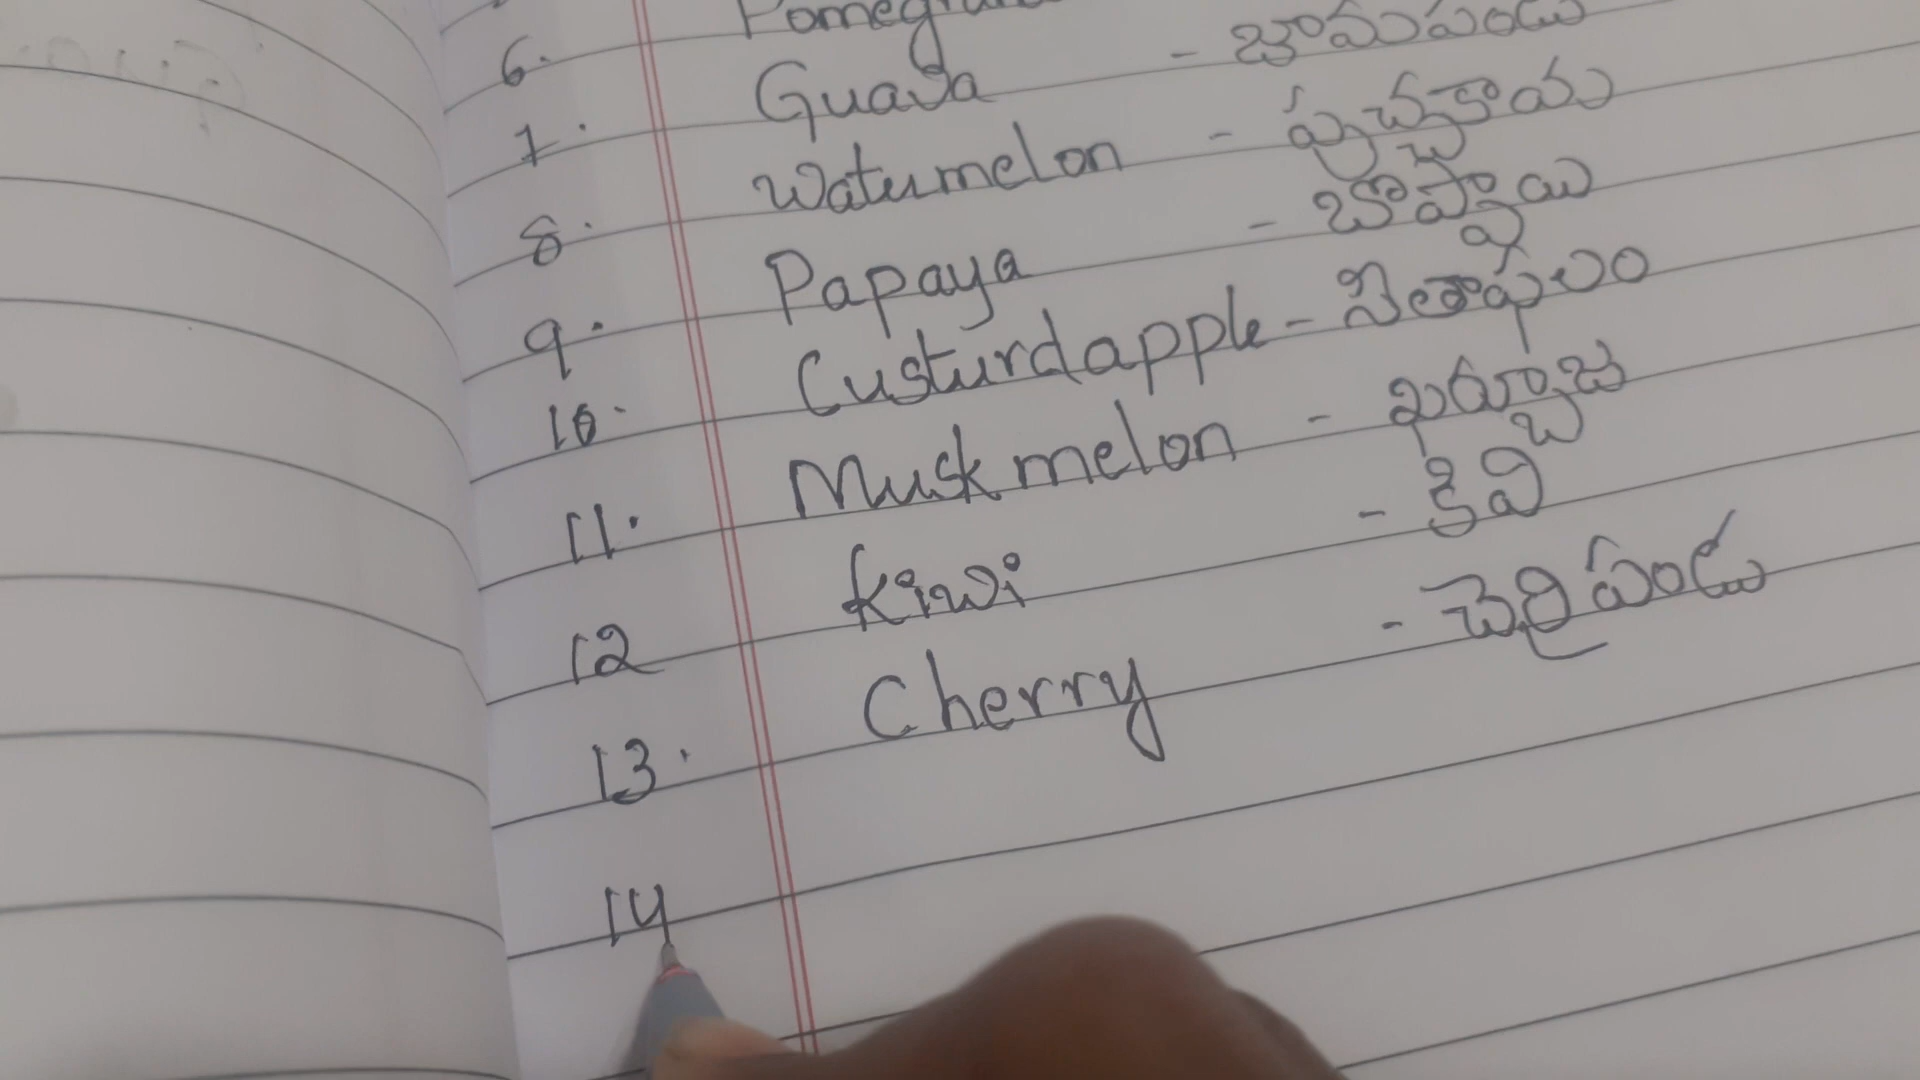 6.
7. Guava - జామపండు
8. Watermelon - పుచ్చకాయ
9. Papaya - బొప్పాయి
10. Custurdapple - సీతాఫలం
11. Muskmelon - ఖర్బూజ
12 Kiwi - కివి
13. Cherry - చెర్రిపండు
14